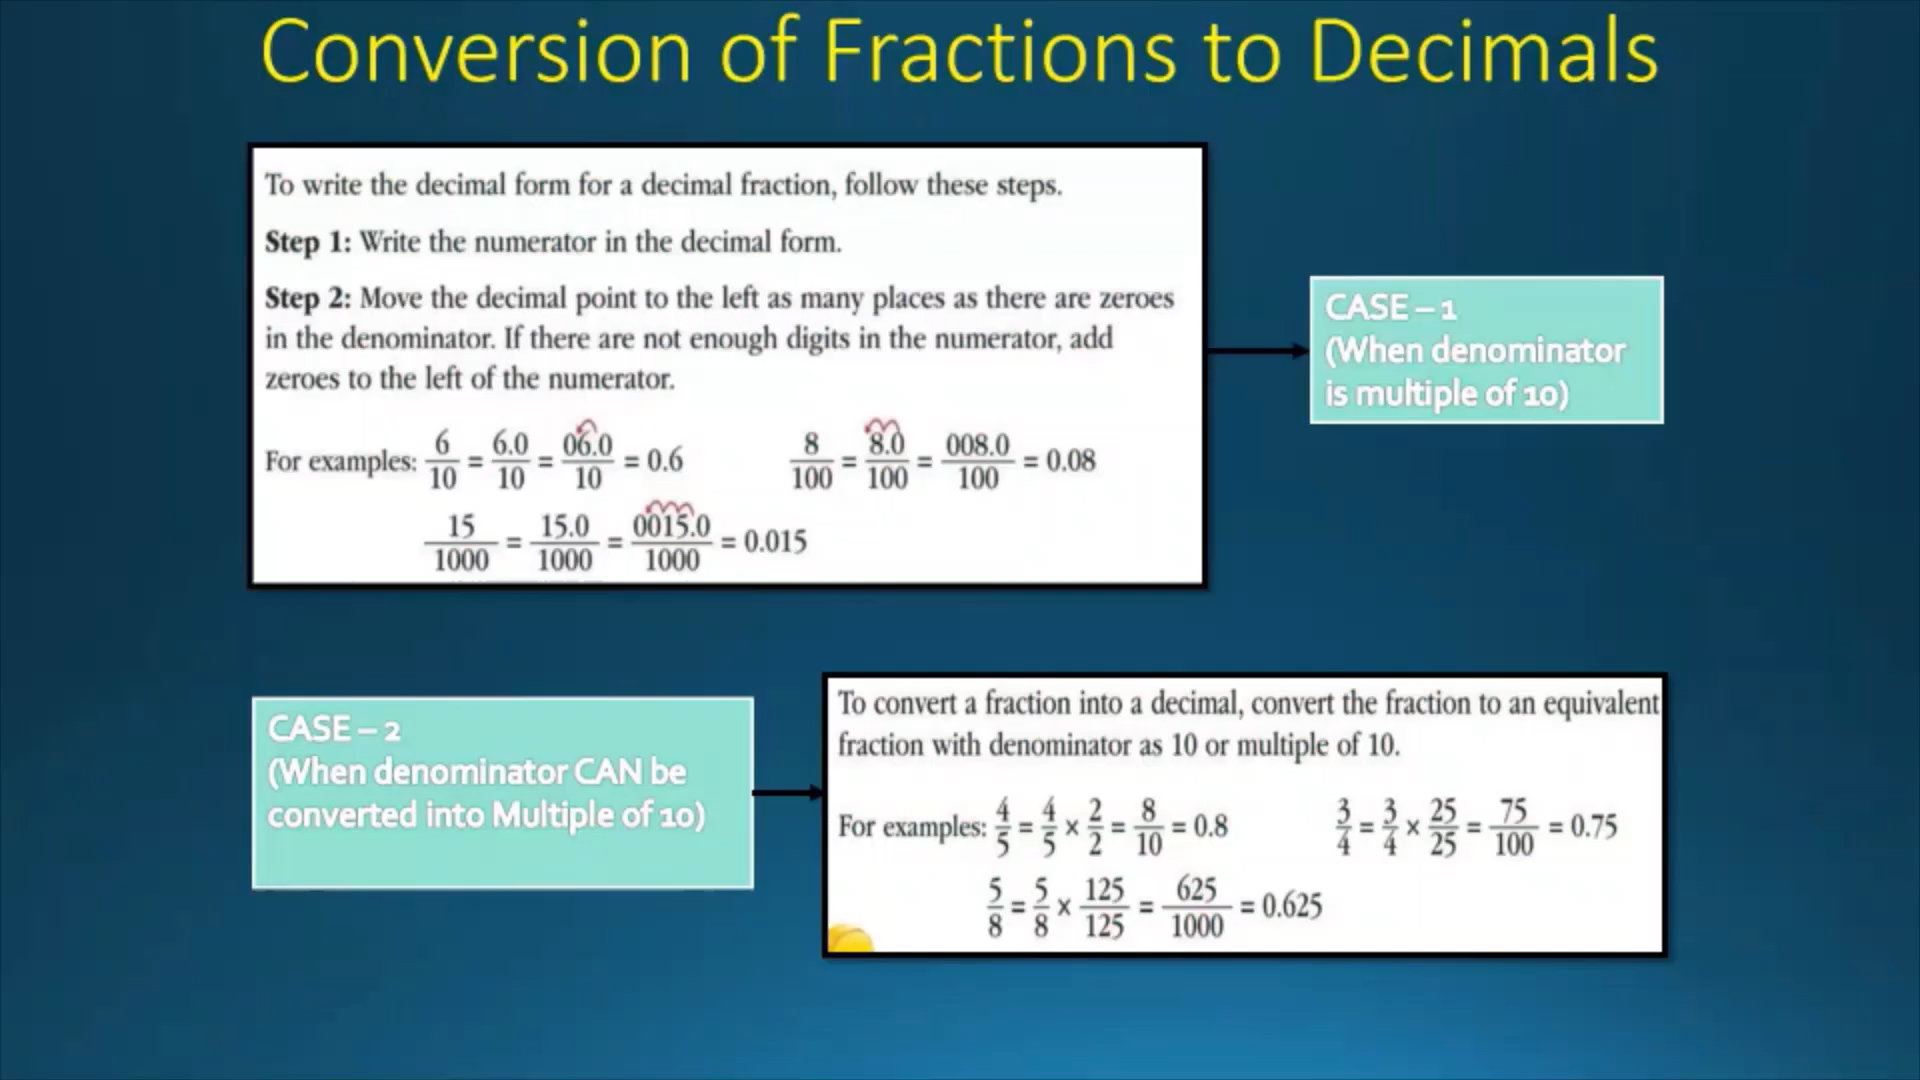 Conversion of Fractions to Decimals
To write the decimal form for a decimal fraction, follow these steps.
Step 1: Write the numerator in the decimal form.
Step 2: Move the decimal point to the left as many places as there are zeroes
in the denominator. If there are not enough digits in the numerator, add
zeroes to the left of the numerator.
For examples: 6/10 = 6.0/10 = 06.0/10 = 0.6 8/100 = 8.0/100 = 008.0/100 = 0.08
15/1000 = 15.0/1000 = 0015.0/1000 = 0.015
CASE – 1
(When denominator
is multiple of 10)
CASE – 2
(When denominator CAN be
converted into Multiple of 10)
To convert a fraction into a decimal, convert the fraction to an equivalent
fraction with denominator as 10 or multiple of 10.
For examples: 4/5 = 4/5 × 2/2 = 8/10 = 0.8 3/4 = 3/4 × 25/25 = 75/100 = 0.75
5/8 = 5/8 × 125/125 = 625/1000 = 0.625